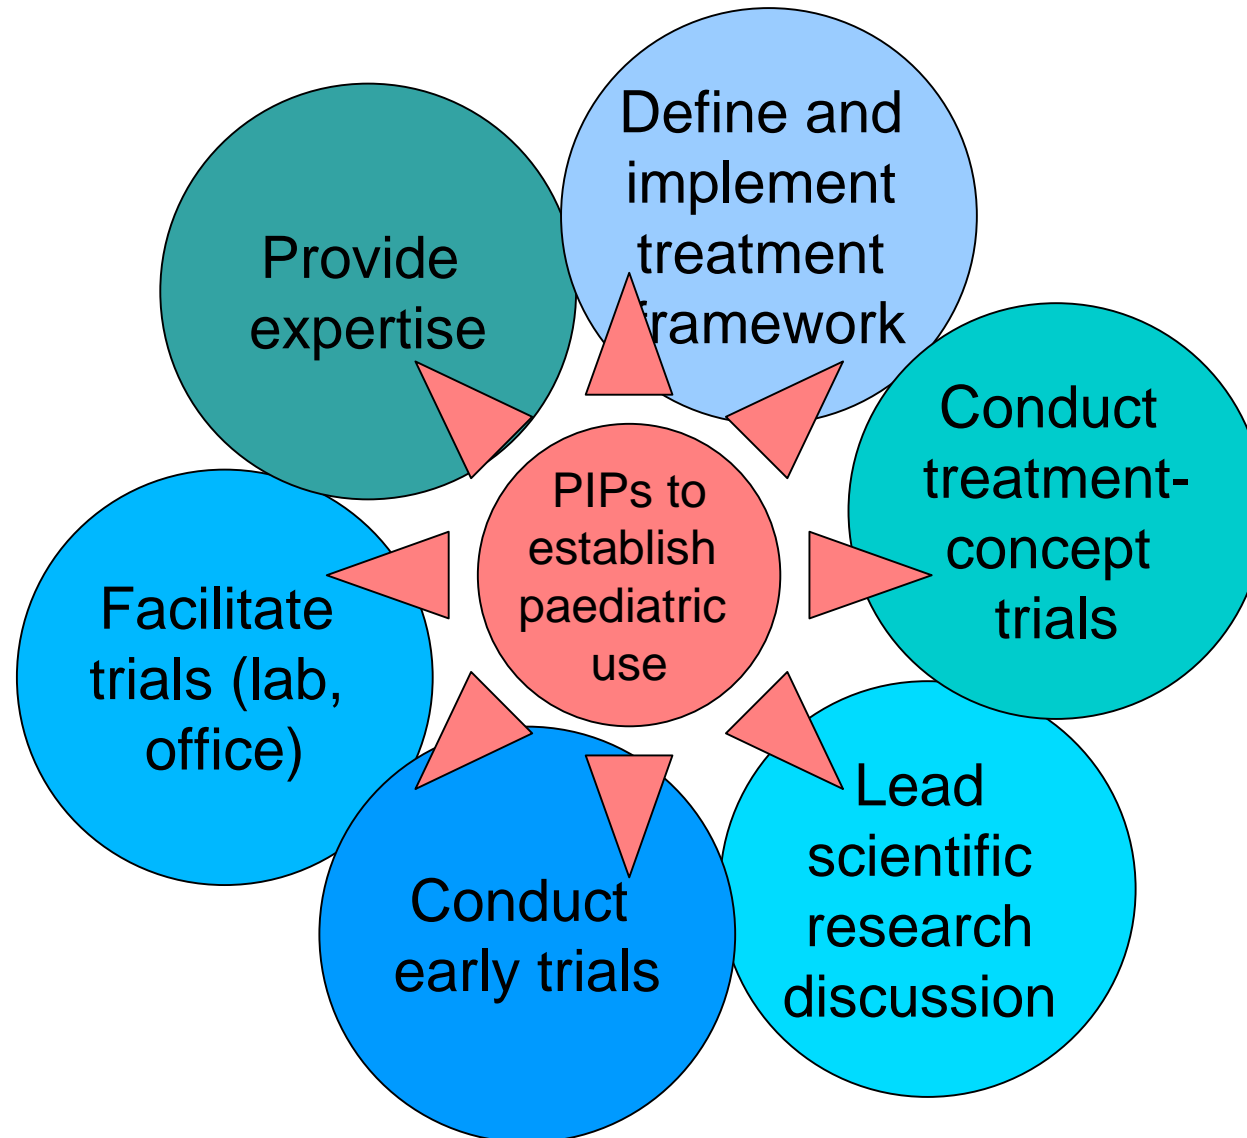 Define and
implement
treatment
framework
Provide
expertise
Conduct
treatment-
concept
trials
PIPs to
establish
paediatric
use
Facilitate
trials (lab,
office)
Lead
scientific
research
discussion
Conduct
early trials